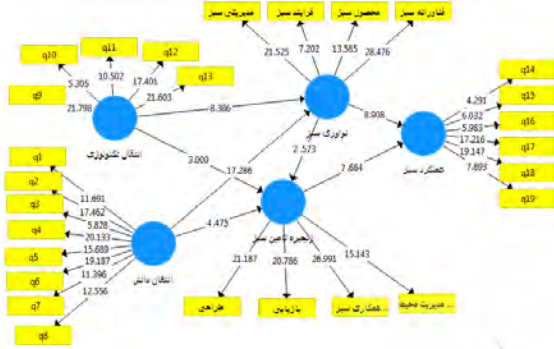 مدیریتی سبز
فرایند سبز
محصول سبز
فناورانه سبز
q10
q11
q12
q13
q9
21.525
7.202
13.585
28.476
5.305
10.502
17.401
21.603
21.798
انتقال تکنولوژی
8.386
نوآوری سبز
8.908
عملکرد سبز
q14
q15
q16
q17
q18
q19
4.291
6.032
5.983
17.216
19.147
7.893
3.000
17.286
2.573
7.664
4.475
زنجیره تامین سبز
q1
q2
q3
q4
q5
q6
q7
q8
11.691
17.462
5.828
20.133
15.689
19.187
11.396
12.556
انتقال دانش
21.187
20.786
26.991
15.143
طراحی
بازیابی
همکاری سبز...
مدیریت محیط...